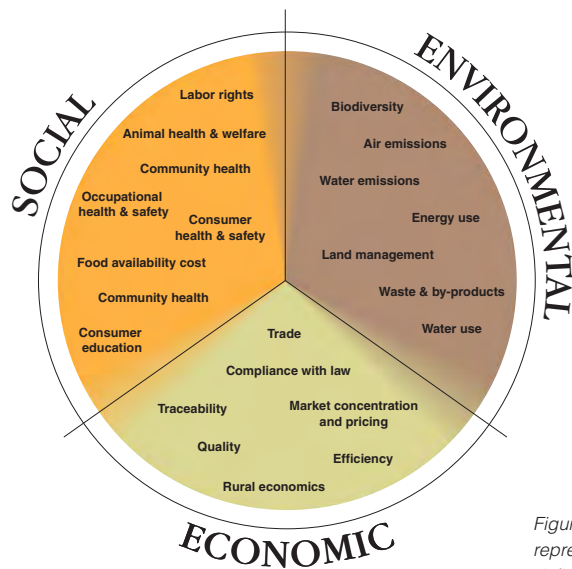 SOCIAL
Labor rights
Animal health & welfare
Community health
Occupational
health & safety
Consumer
health & safety
Food availability cost
Community health
Consumer
education
ENVIRONMENTAL
Biodiversity
Air emissions
Water emissions
Energy use
Land management
Waste & by-products
Water use
Trade
Compliance with law
Traceability
Market concentration
and pricing
Quality
Efficiency
Rural economics
ECONOMIC
Figur
repre